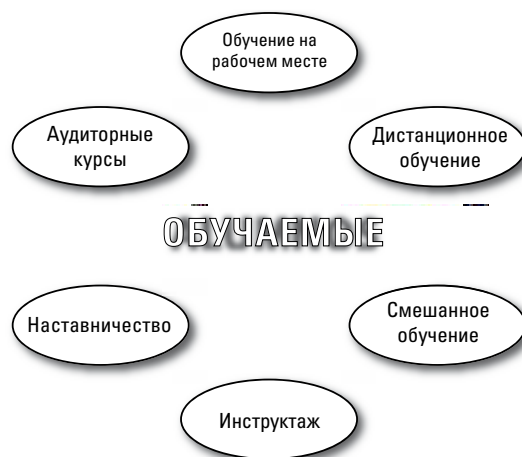 Обучение на
рабочем месте
Аудиторные
курсы
Дистанционное
обучение
ОБУЧАЕМЫЕ
Наставничество
Смешанное
обучение
Инструктаж